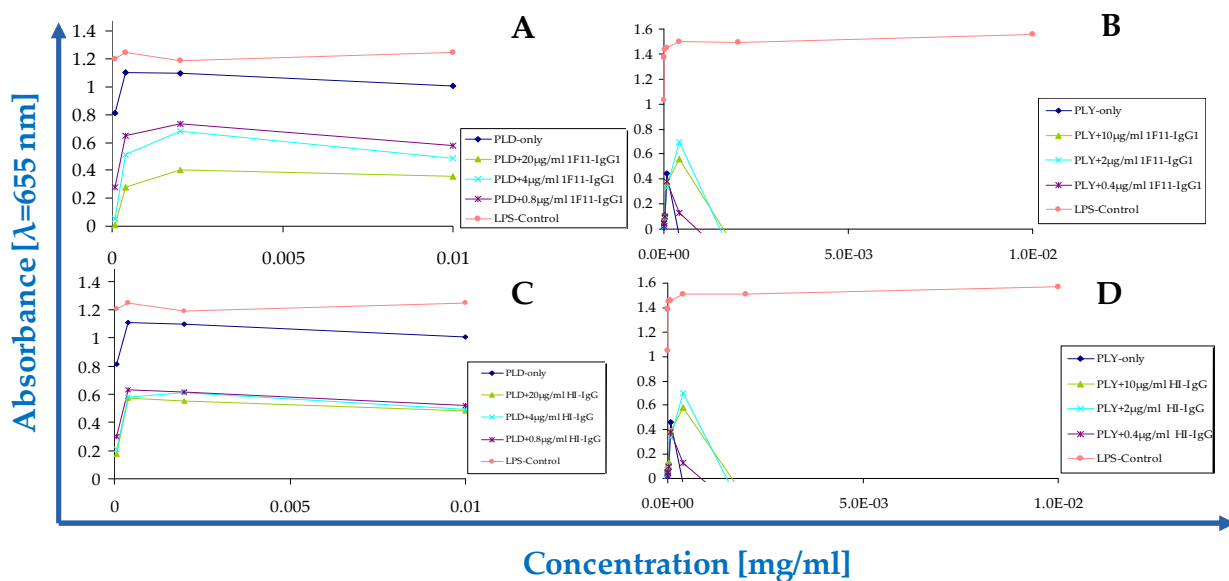 Absorbance [λ=655 nm]
A
1.4
1.2
1
0.8
0.6
0.4
0.2
0
0
0.005
0.01
PLD-only
PLD+20µg/ml 1F11-IgG1
PLD+4µg/ml 1F11-IgG1
PLD+0.8µg/ml 1F11-IgG1
LPS-Control
B
1.6
1.4
1.2
1
0.8
0.6
0.4
0.2
0
0.0E+00
5.0E-03
1.0E-02
PLY-only
PLY+10µg/ml 1F11-IgG1
PLY+2µg/ml 1F11-IgG1
PLY+0.4µg/ml 1F11-IgG1
LPS-Control
C
1.4
1.2
1
0.8
0.6
0.4
0.2
0
0
0.005
0.01
PLD-only
PLD+20µg/ml HI-IgG
PLD+4µg/ml HI-IgG
PLD+0.8µg/ml HI-IgG
LPS-Control
D
1.6
1.4
1.2
1
0.8
0.6
0.4
0.2
0
0.0E+00
5.0E-03
1.0E-02
PLY-only
PLY+10µg/ml HI-IgG
PLY+2µg/ml HI-IgG
PLY+0.4µg/ml HI-IgG
LPS-Control
Concentration [mg/ml]